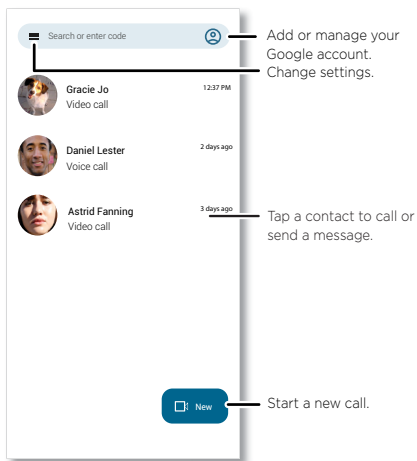 Search or enter code
Add or manage your
Google account.
Change settings.
Gracie Jo
12:37 PM
Video call
Daniel Lester
2 days ago
Voice call
Astrid Fanning
3 days ago
Video call
Tap a contact to call or
send a message.
New
Start a new call.